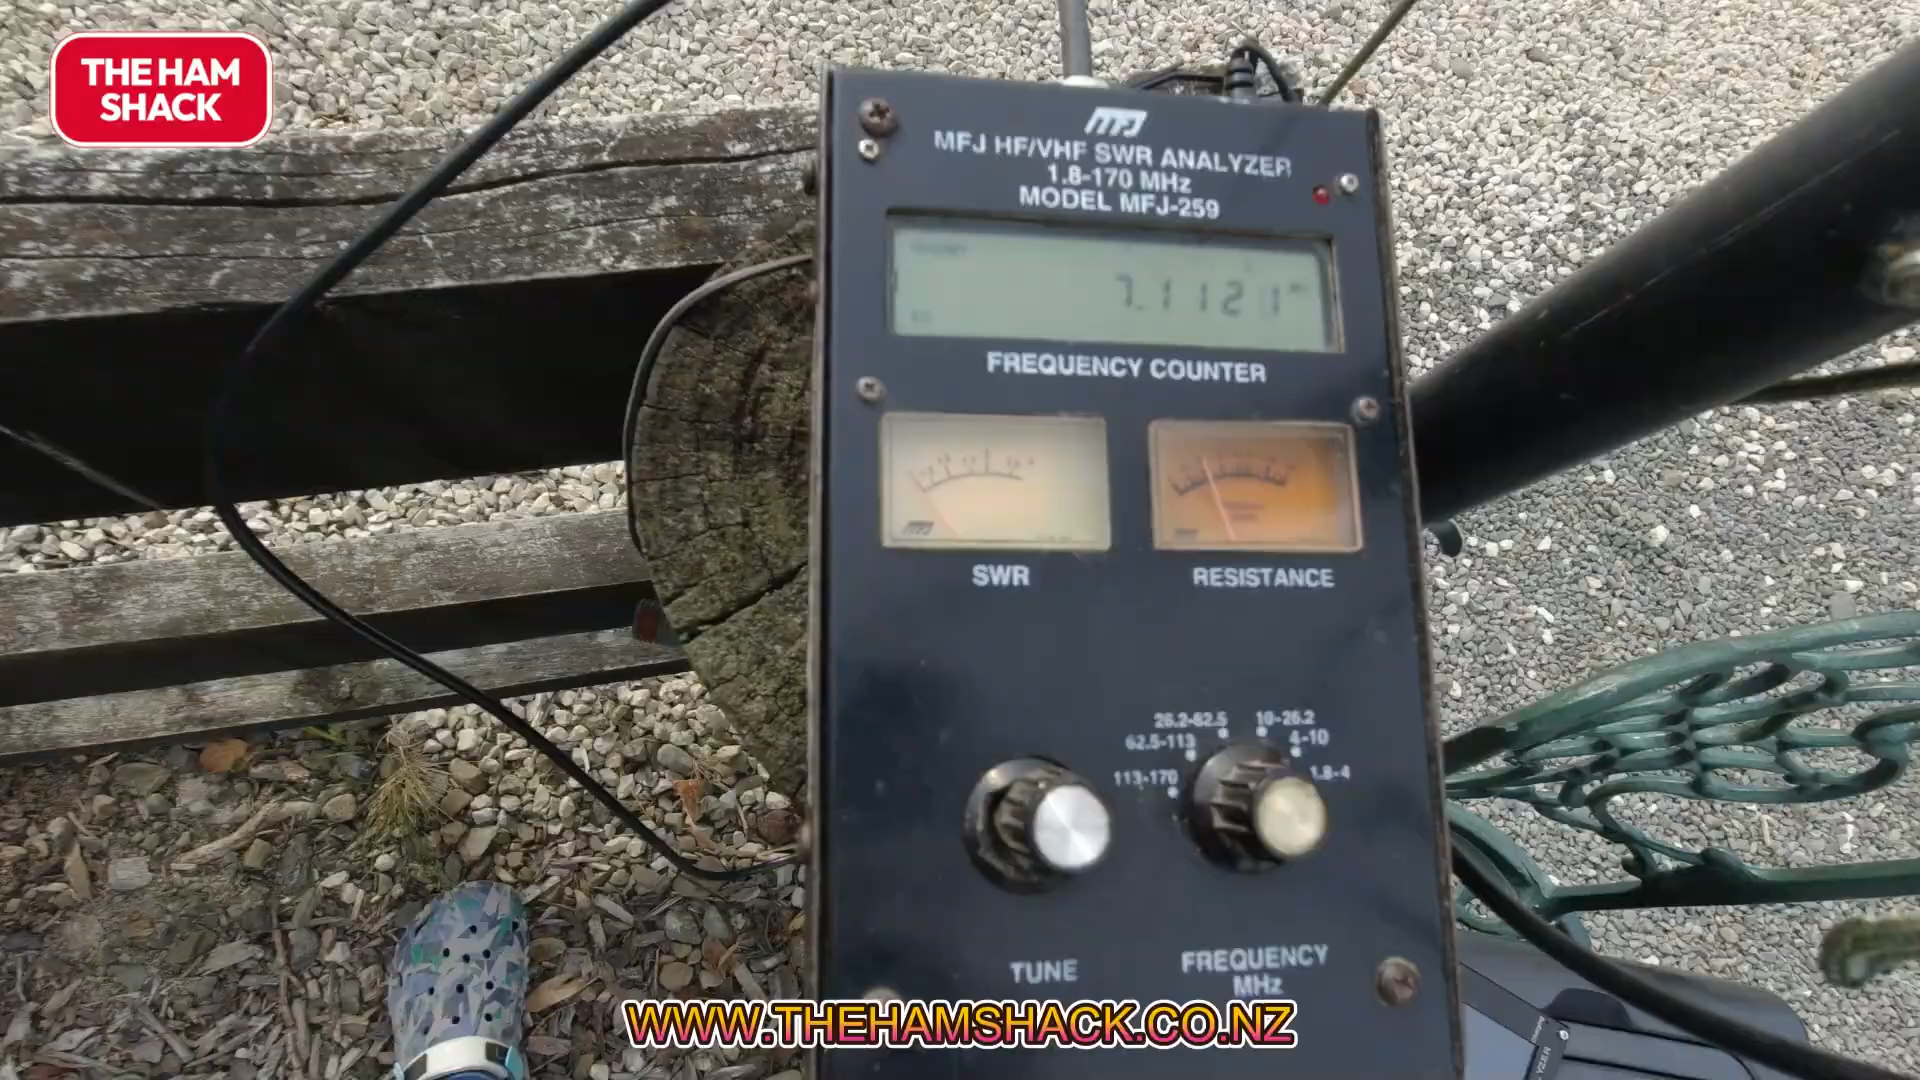 THE HAM
SHACK
MFJ
MFJ HF/VHF SWR ANALYZER
1.8-170 MHz
MODEL MFJ-259
7.1121
FREQUENCY COUNTER
MFJ
SWR
RESISTANCE
26.2-62.5 10-26.2
62.5-113 4-10
113-170 1.8-4
TUNE
FREQUENCY
MHz
WWW.THEHAMSHACK.CO.NZ